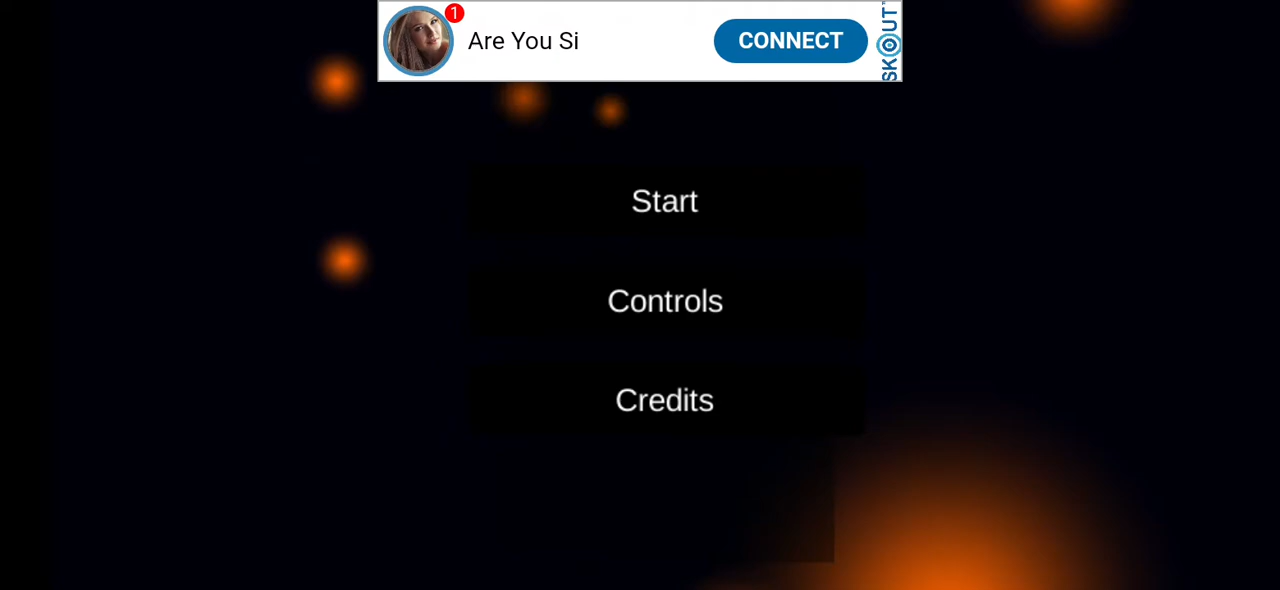 1
Are You Si
CONNECT
SKOUT
Start
Controls
Credits